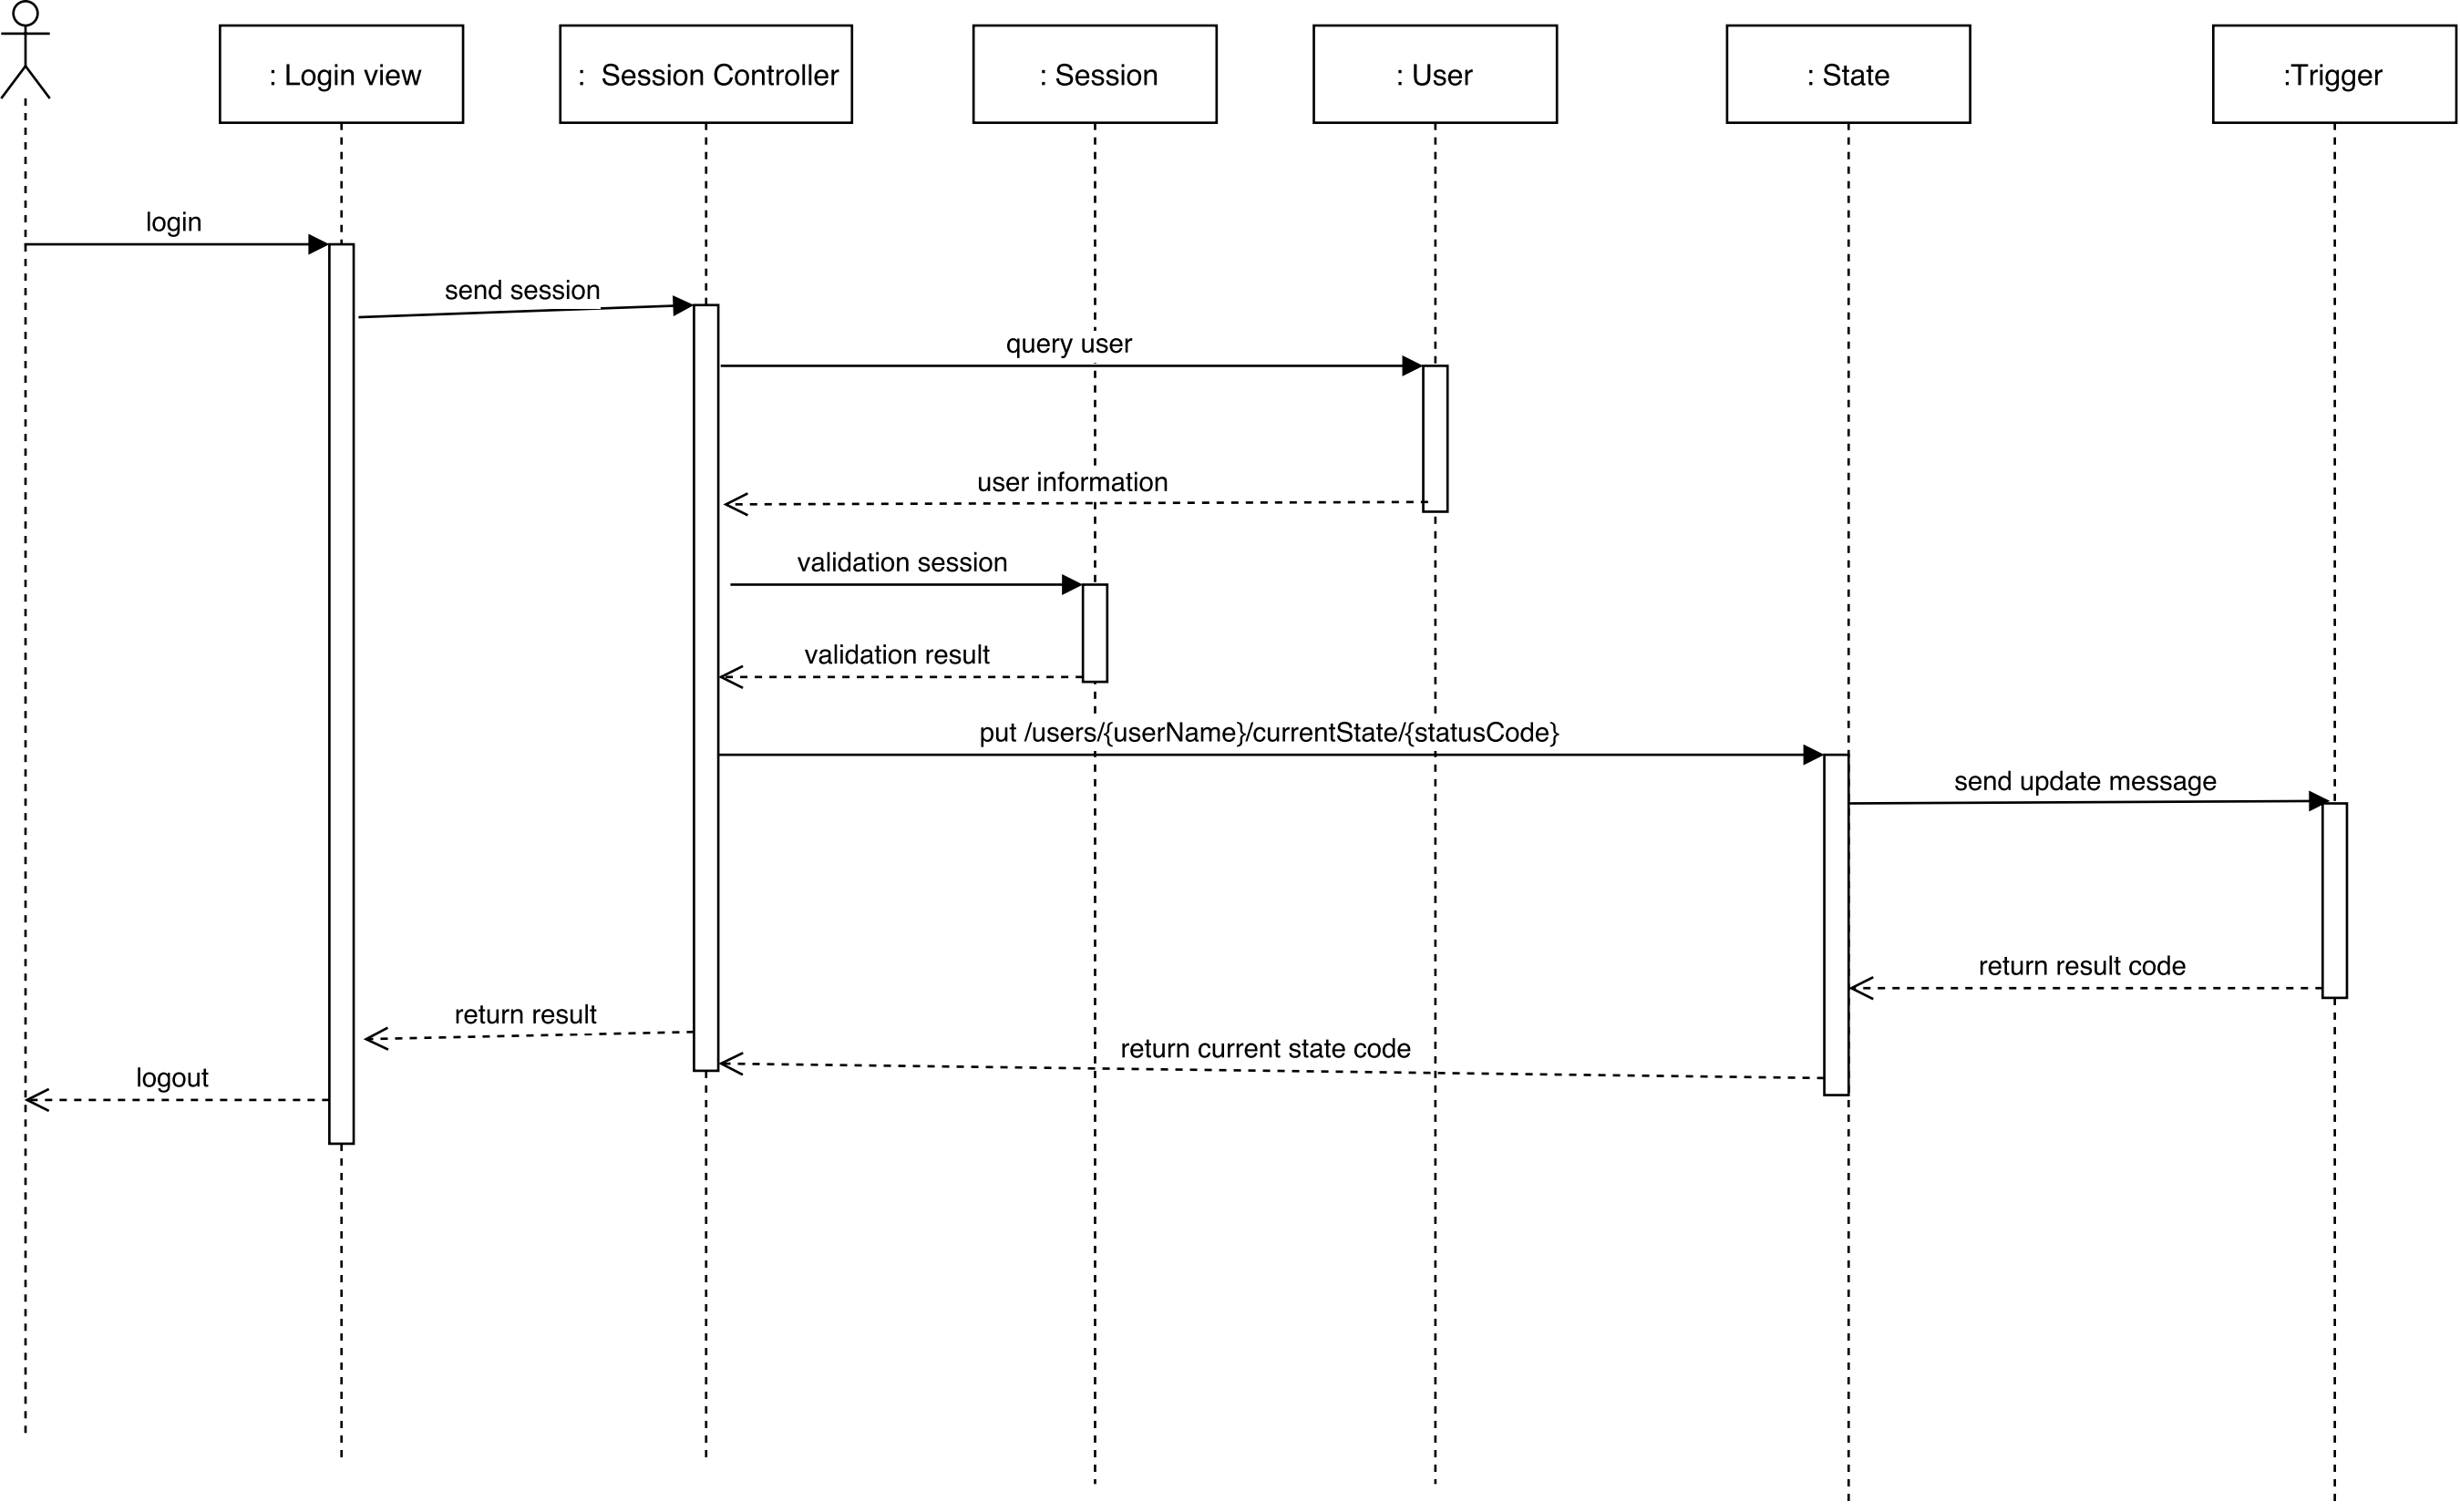 : Login view
:  Session Controller
: Session
: User
: State
:Trigger
login
send session
query user
user information
validation session
validation result
put /users/{userName}/currentState/{statusCode}
send update message
return result code
return result
return current state code
logout